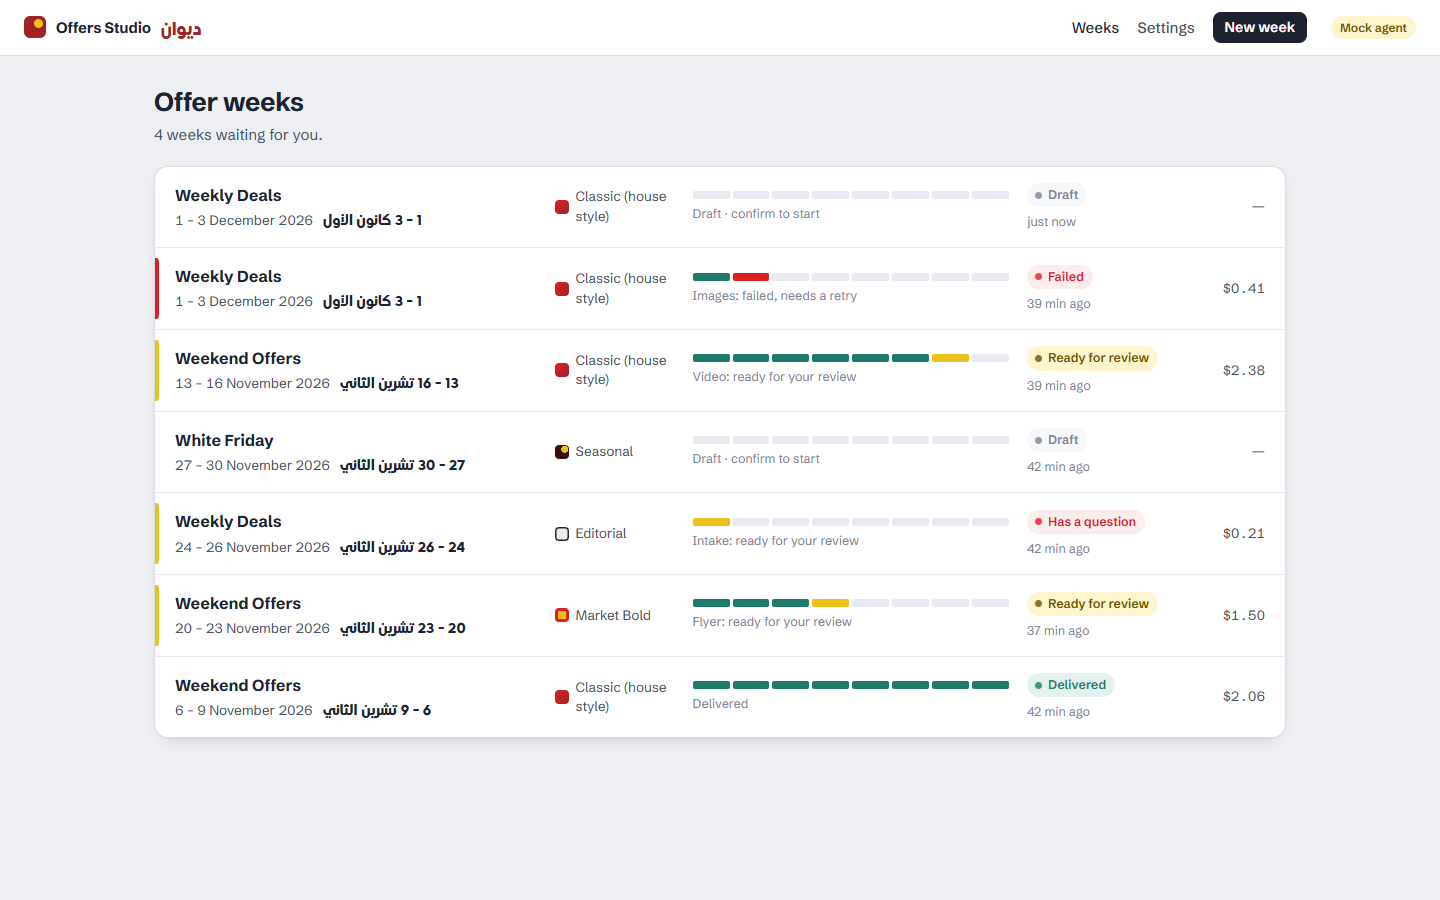 Offers Studio ديوان
Weeks Settings New week Mock agent
Offer weeks
4 weeks waiting for you.
Weekly Deals
1 – 3 December 2026 1 – 3 كانون الأول
Classic (house style)
Draft · confirm to start
Draft
just now
—
Weekly Deals
1 – 3 December 2026 1 – 3 كانون الأول
Classic (house style)
Images: failed, needs a retry
Failed
39 min ago
$0.41
Weekend Offers
13 – 16 November 2026 13 – 16 تشرين الثاني
Classic (house style)
Video: ready for your review
Ready for review
39 min ago
$2.38
White Friday
27 – 30 November 2026 27 – 30 تشرين الثاني
Seasonal
Draft · confirm to start
Draft
42 min ago
—
Weekly Deals
24 – 26 November 2026 24 – 26 تشرين الثاني
Editorial
Intake: ready for your review
Has a question
42 min ago
$0.21
Weekend Offers
20 – 23 November 2026 20 – 23 تشرين الثاني
Market Bold
Flyer: ready for your review
Ready for review
37 min ago
$1.50
Weekend Offers
6 – 9 November 2026 6 – 9 تشرين الثاني
Classic (house style)
Delivered
Delivered
42 min ago
$2.06